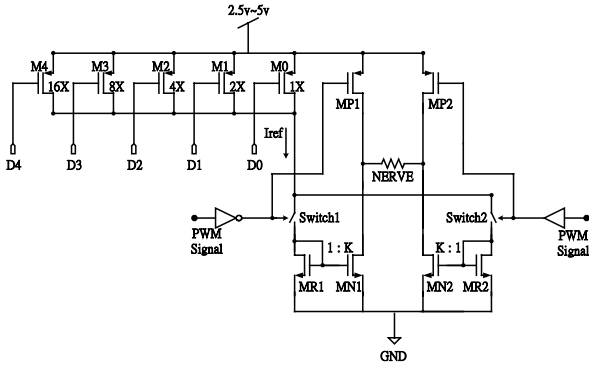 2.5v~5v
M4 M3 M2 M1 M0
16X 8X 4X 2X 1X
MP1 MP2
Iref
D4 D3 D2 D1 D0
NERVE
Switch1 Switch2
PWM
Signal
PWM
Signal
1 : K K : 1
MR1 MN1 MN2 MR2
GND